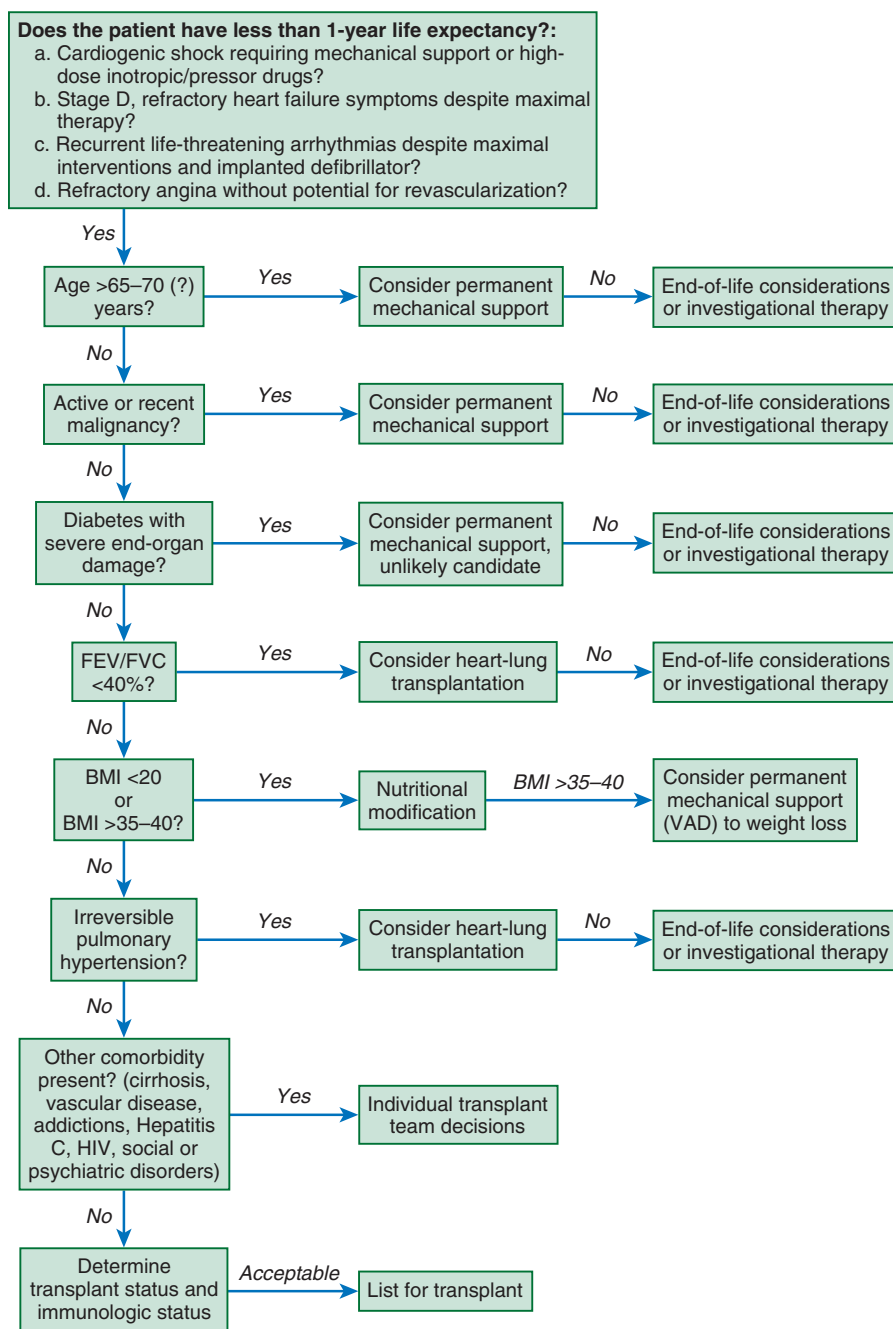 Does the patient have less than 1-year life expectancy?:
a. Cardiogenic shock requiring mechanical support or high-
dose inotropic/pressor drugs?
b. Stage D, refractory heart failure symptoms despite maximal
therapy?
c. Recurrent life-threatening arrhythmias despite maximal
interventions and implanted defibrillator?
d. Refractory angina without potential for revascularization?
Yes
Age >65–70 (?)
years?
Yes
Consider permanent
mechanical support
No
End-of-life considerations
or investigational therapy
No
Active or recent
malignancy?
Yes
Consider permanent
mechanical support
No
End-of-life considerations
or investigational therapy
No
Diabetes with
severe end-organ
damage?
Yes
Consider permanent
mechanical support,
unlikely candidate
No
End-of-life considerations
or investigational therapy
No
FEV/FVC
<40%?
Yes
Consider heart-lung
transplantation
No
End-of-life considerations
or investigational therapy
No
BMI <20
or
BMI >35–40?
Yes
Nutritional
modification
BMI >35–40
Consider permanent
mechanical support
(VAD) to weight loss
No
Irreversible
pulmonary
hypertension?
Yes
Consider heart-lung
transplantation
No
End-of-life considerations
or investigational therapy
No
Other comorbidity
present? (cirrhosis,
vascular disease,
addictions, Hepatitis
C, HIV, social or
psychiatric disorders)
Yes
Individual transplant
team decisions
No
Determine
transplant status and
immunologic status
Acceptable
List for transplant